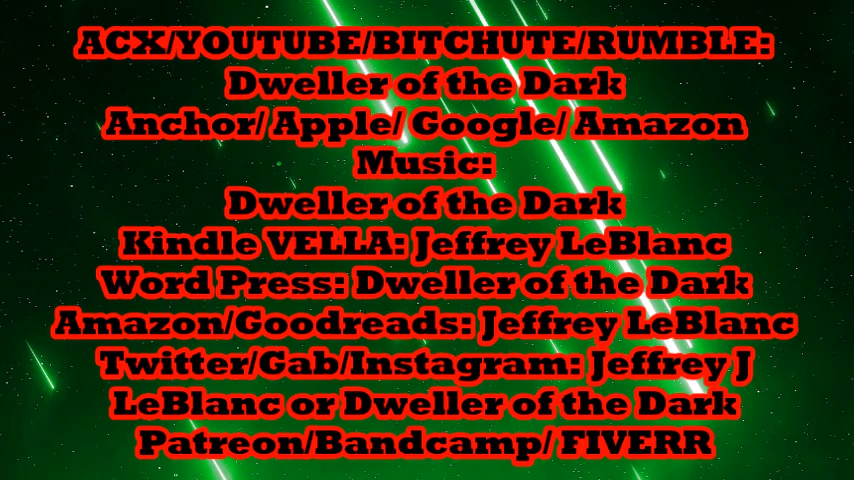 ACX/YOUTUBE/BITCHUTE/RUMBLE:
Dweller of the Dark
Anchor/ Apple/ Google/ Amazon
Music:
Dweller of the Dark
Kindle VELLA: Jeffrey LeBlanc
Word Press: Dweller of the Dark
Amazon/Goodreads: Jeffrey LeBlanc
Twitter/Gab/Instagram: Jeffrey J
LeBlanc or Dweller of the Dark
Patreon/Bandcamp/ FIVERR